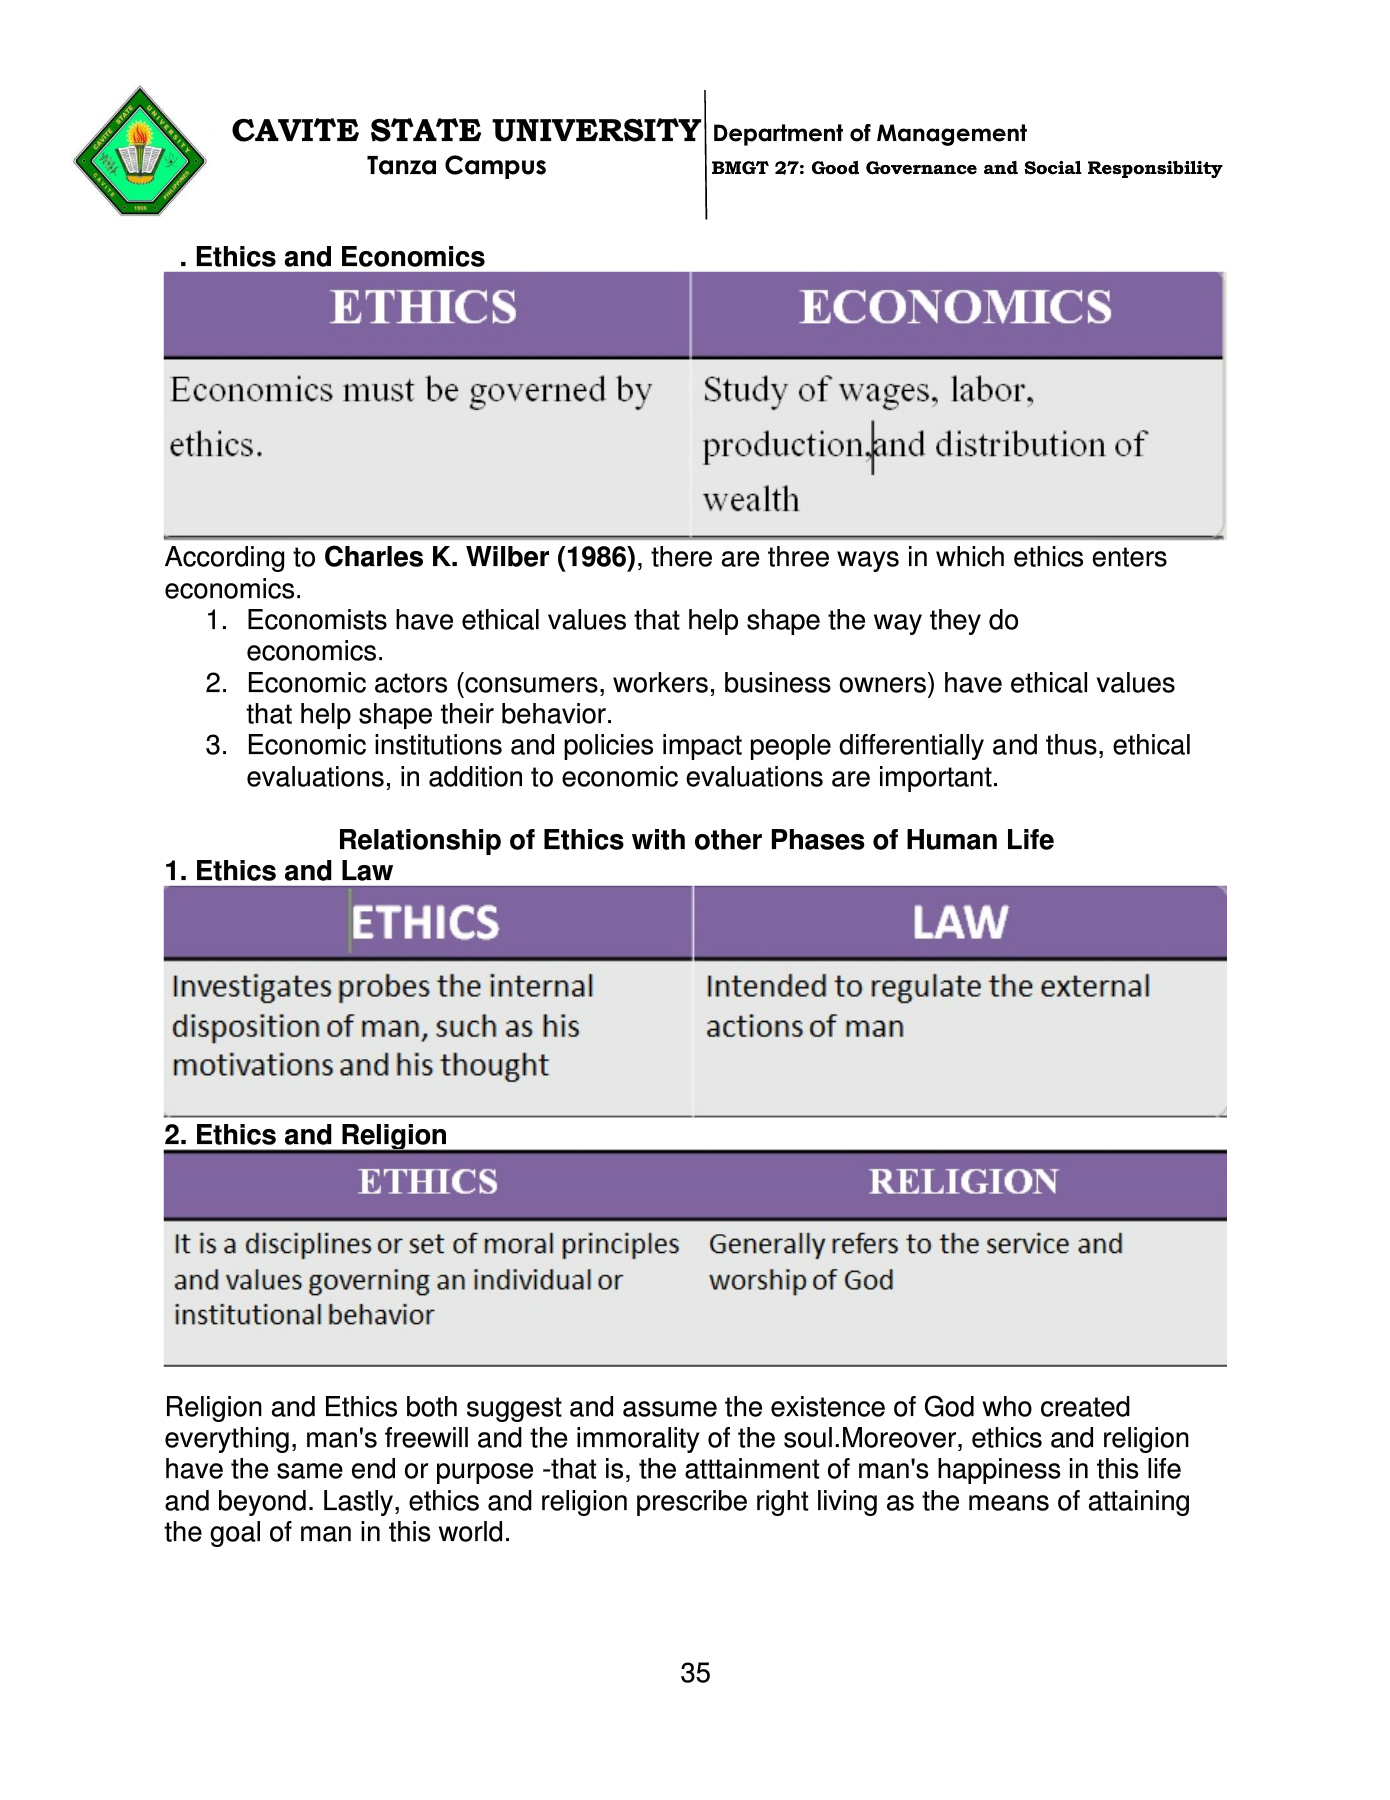 CAVITE STATE UNIVERSITY
Tanza Campus
Department of Management
BMGT 27: Good Governance and Social Responsibility
CAVITE STATE UNIVERSITY
CAVITE
PHILIPPINES
1906
. Ethics and Economics
ETHICS
ECONOMICS
Economics must be governed by
ethics.
Study of wages, labor,
production,and distribution of
wealth
According to Charles K. Wilber (1986), there are three ways in which ethics enters
economics.
1. Economists have ethical values that help shape the way they do
economics.
2. Economic actors (consumers, workers, business owners) have ethical values
that help shape their behavior.
3. Economic institutions and policies impact people differentially and thus, ethical
evaluations, in addition to economic evaluations are important.
Relationship of Ethics with other Phases of Human Life
1. Ethics and Law
ETHICS
LAW
Investigates probes the internal
disposition of man, such as his
motivations and his thought
Intended to regulate the external
actions of man
2. Ethics and Religion
ETHICS
RELIGION
It is a disciplines or set of moral principles
and values governing an individual or
institutional behavior
Generally refers to the service and
worship of God
Religion and Ethics both suggest and assume the existence of God who created
everything, man's freewill and the immorality of the soul.Moreover, ethics and religion
have the same end or purpose -that is, the atttainment of man's happiness in this life
and beyond. Lastly, ethics and religion prescribe right living as the means of attaining
the goal of man in this world.
35